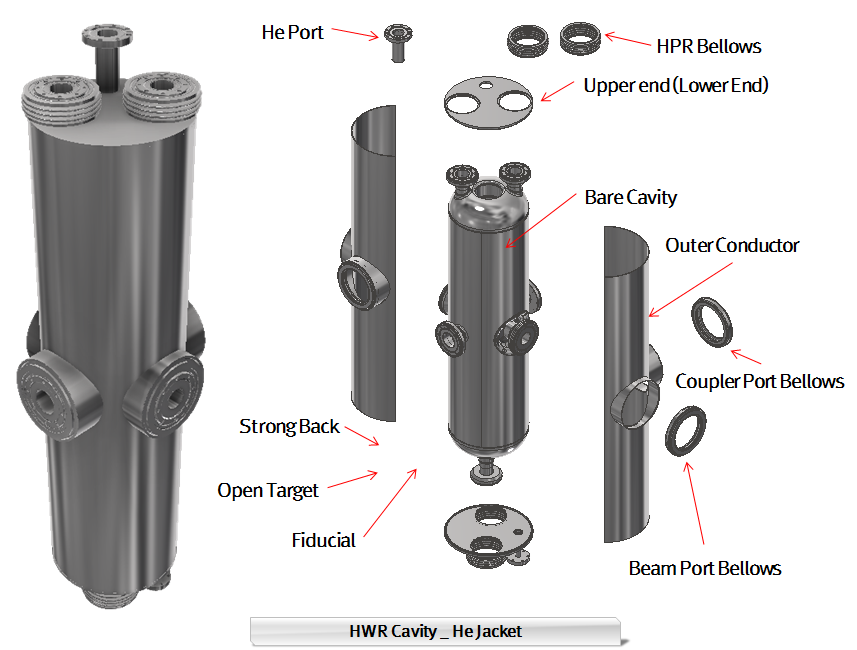 He Port
HPR Bellows
Upper end (Lower End)
Bare Cavity
Outer Conductor
Coupler Port Bellows
Strong Back
Open Target
Fiducial
Beam Port Bellows
HWR Cavity _ He Jacket